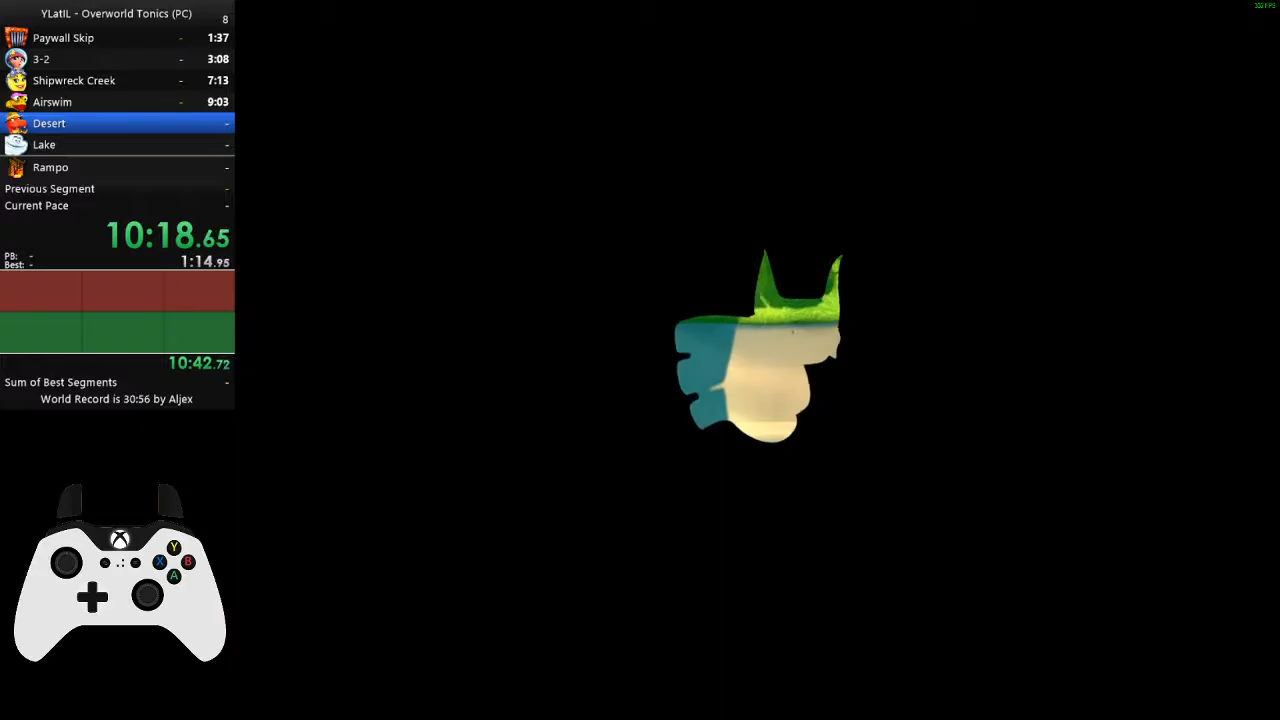 YLatIL - Overworld Tonics (PC)
8
Paywall Skip - 1:37
3-2 - 3:08
Shipwreck Creek - 7:13
Airswim - 9:03
Desert -
Lake -
Rampo -
Previous Segment -
Current Pace -
10:18.65
PB: -
Best: - 1:14.95
10:42.72
Sum of Best Segments -
World Record is 30:56 by Aljex
Y
X B
A